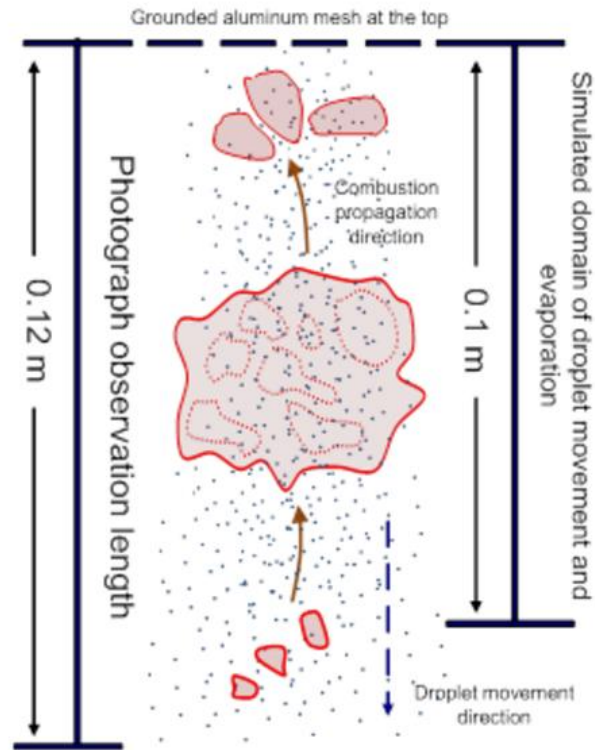 Grounded aluminum mesh at the top
Photograph observation length
0.12 m
Combustion
propagation
direction
0.1 m
Simulated domain of droplet movement and
evaporation
Droplet movement
direction